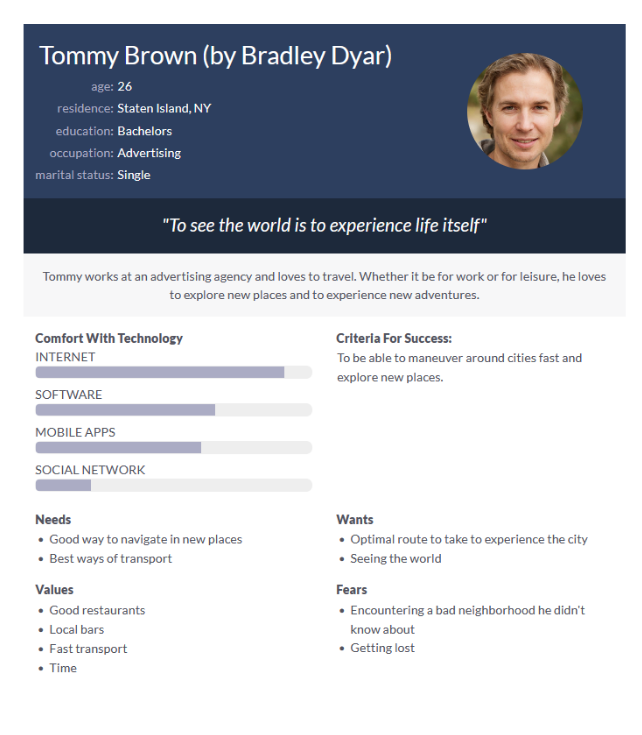 Tommy Brown (by Bradley Dyar)
age: 26
residence: Staten Island, NY
education: Bachelors
occupation: Advertising
marital status: Single
"To see the world is to experience life itself"
Tommy works at an advertising agency and loves to travel. Whether it be for work or for leisure, he loves
to explore new places and to experience new adventures.
Comfort With Technology
INTERNET
SOFTWARE
MOBILE APPS
SOCIAL NETWORK
Criteria For Success:
To be able to maneuver around cities fast and
explore new places.
Needs
• Good way to navigate in new places
• Best ways of transport
Wants
• Optimal route to take to experience the city
• Seeing the world
Values
• Good restaurants
• Local bars
• Fast transport
• Time
Fears
• Encountering a bad neighborhood he didn't
know about
• Getting lost